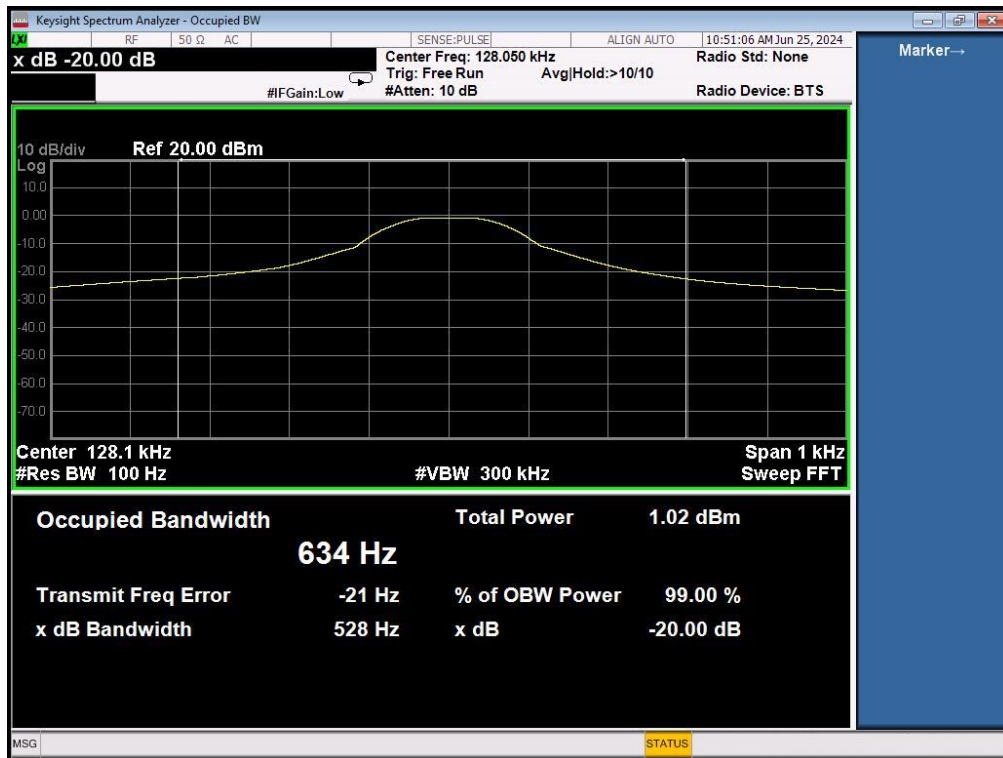 Keysight Spectrum Analyzer - Occupied BW
LXI RF 50 Ω AC SENSE:PULSE ALIGN AUTO 10:51:06 AM Jun 25, 2024
x dB -20.00 dB Center Freq: 128.050 kHz Radio Std: None
Trig: Free Run Avg|Hold:>10/10
#IFGain:Low #Atten: 10 dB Radio Device: BTS
Marker→
10 dB/div Ref 20.00 dBm
Log
10.0
0.00
-10.0
-20.0
-30.0
-40.0
-50.0
-60.0
-70.0
Center 128.1 kHz Span 1 kHz
#Res BW 100 Hz #VBW 300 kHz Sweep FFT
Occupied Bandwidth Total Power 1.02 dBm
634 Hz
Transmit Freq Error -21 Hz % of OBW Power 99.00 %
x dB Bandwidth 528 Hz x dB -20.00 dB
MSG STATUS